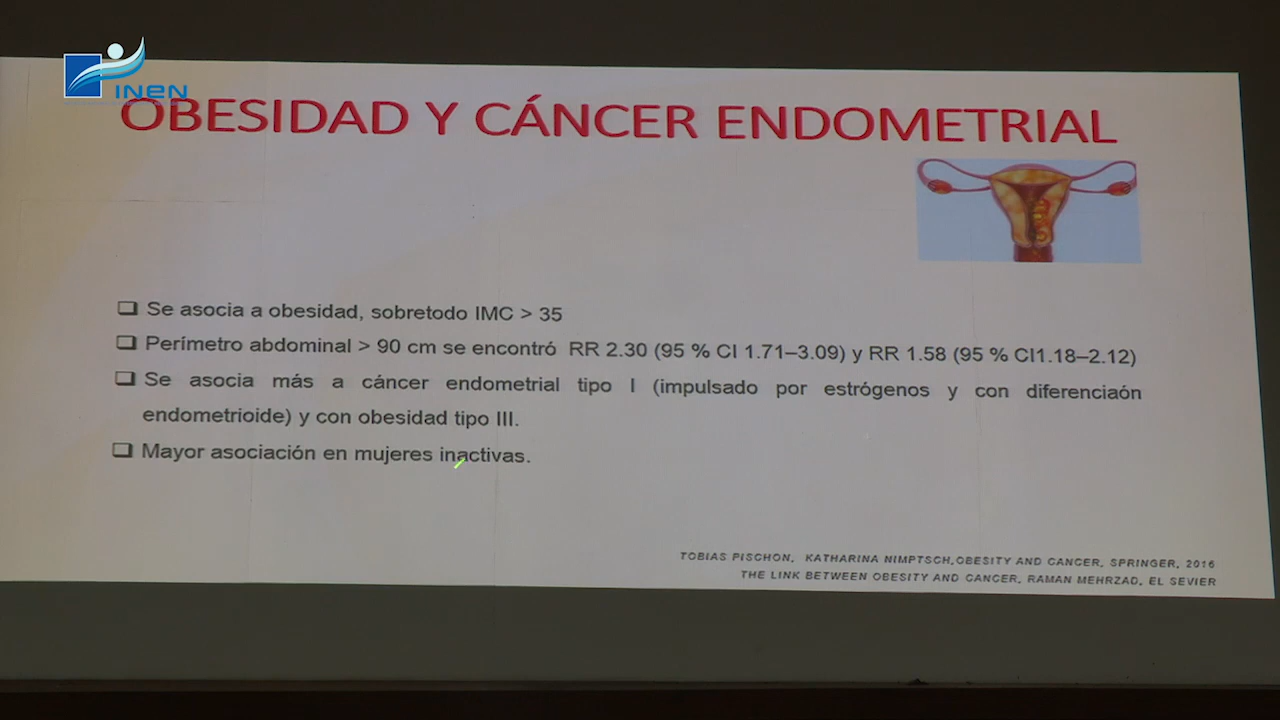 INEN
OBESIDAD Y CÁNCER ENDOMETRIAL
Se asocia a obesidad, sobretodo IMC > 35
Perímetro abdominal > 90 cm se encontró RR 2.30 (95 % CI 1.71–3.09) y RR 1.58 (95 % CI1.18–2.12)
Se asocia más a cáncer endometrial tipo I (impulsado por estrógenos y con diferenciaón
endometrioide) y con obesidad tipo III.
Mayor asociación en mujeres inactivas.
TOBIAS PISCHON, KATHARINA NIMPTSCH,OBESITY AND CANCER, SPRINGER, 2016
THE LINK BETWEEN OBESITY AND CANCER, RAMAN MEHRZAD, EL SEVIER